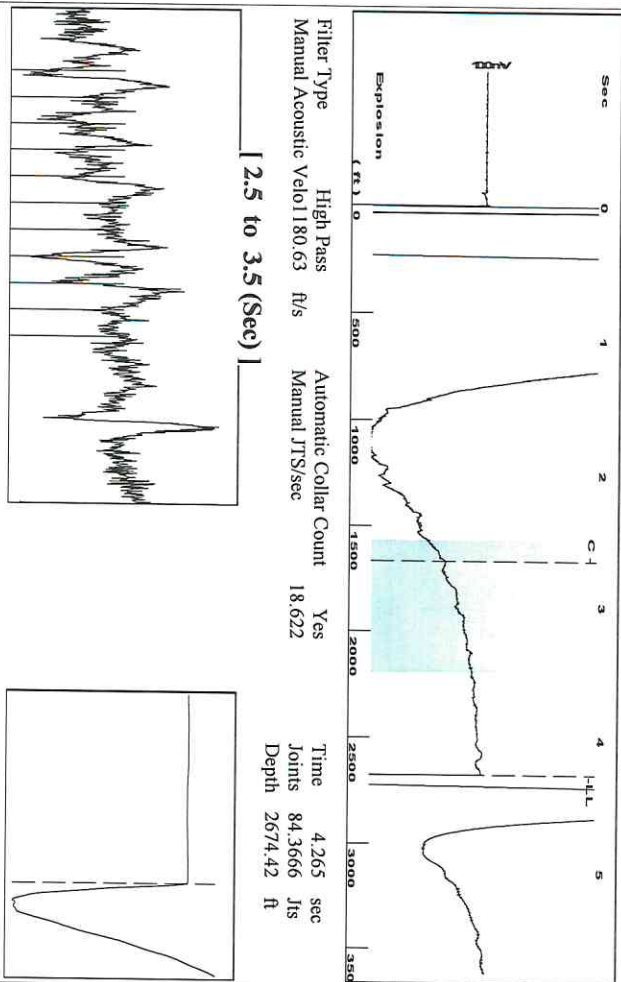 Sec 0 1 2 3 4 5
100mV
C
LL
Explosion
( ft ) 0 500 1000 1500 2000 2500 3000 350
Filter Type High Pass Automatic Collar Count Yes Time 4.265 sec
Manual Acoustic Velo1180.63 ft/s Manual JTS/sec 18.622 Joints 84.3666 Jts
Depth 2674.42 ft
[ 2.5 to 3.5 (Sec) ]